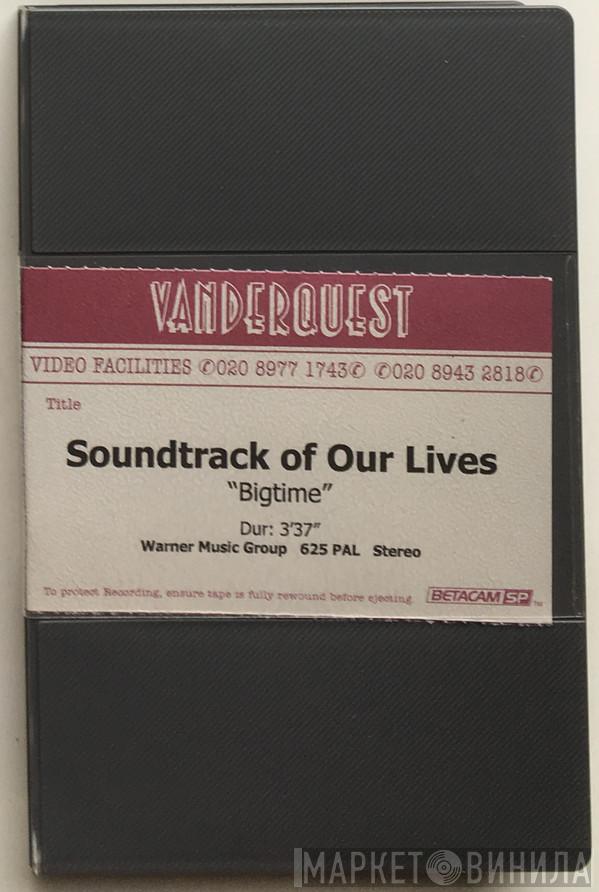 VANDERQUEST
VIDEO FACILITIES ✆020 8977 1743✆ ✆020 8943 2818✆
Title
Soundtrack of Our Lives
“Bigtime”
Dur: 3’37”
Warner Music Group 625 PAL Stereo
To protect Recording, ensure tape is fully rewound before ejecting. BETACAM SP™
МАРКЕТ ВИНИЛА